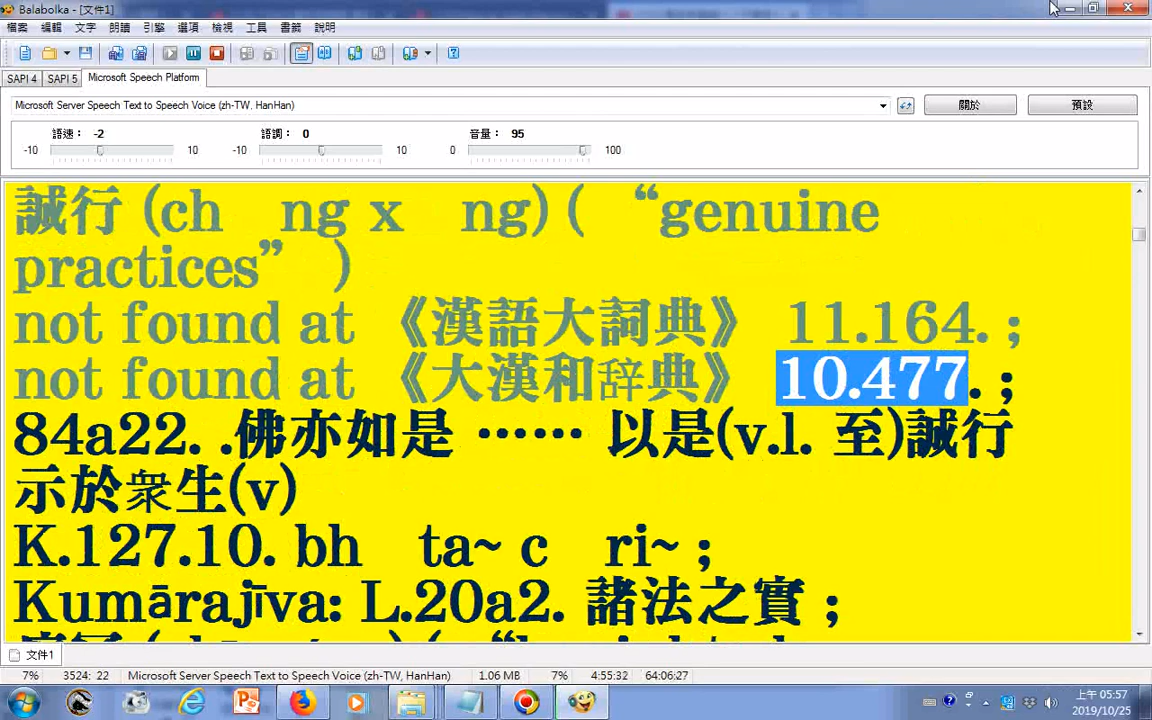 Balabolka - [文件1]
檔案 編輯 文字 朗讀 引擎 選項 檢視 工具 書籤 說明
SAPI 4 SAPI 5 Microsoft Speech Platform
Microsoft Server Speech Text to Speech Voice (zh-TW, HanHan) 關於 預設
語速： -2 語調： 0 音量： 95
-10 10 -10 10 0 100
誠行 (ch ng x ng) ( “genuine
practices” )
not found at 《漢語大詞典》 11.164. ;
not found at 《大漢和辞典》 10.477. ;
84a22. .佛亦如是 …… 以是(v.l. 至)誠行
示於衆生(v)
K.127.10. bh ta~ c ri~ ;
Kumārajīva: L.20a2. 諸法之實 ;
文件1
7% 3524: 22 Microsoft Server Speech Text to Speech Voice (zh-TW, HanHan) 1.06 MB 7% 4:55:32 64:06:27
上午 05:57
2019/10/25